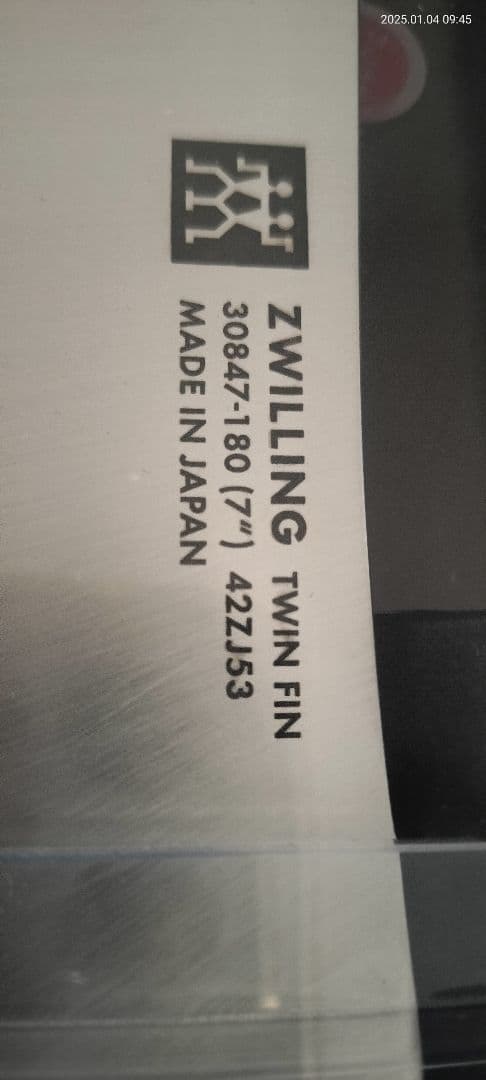 2025.01.04 09:45
ZWILLING TWIN FIN
30847-180 (7") 42ZJ53
MADE IN JAPAN